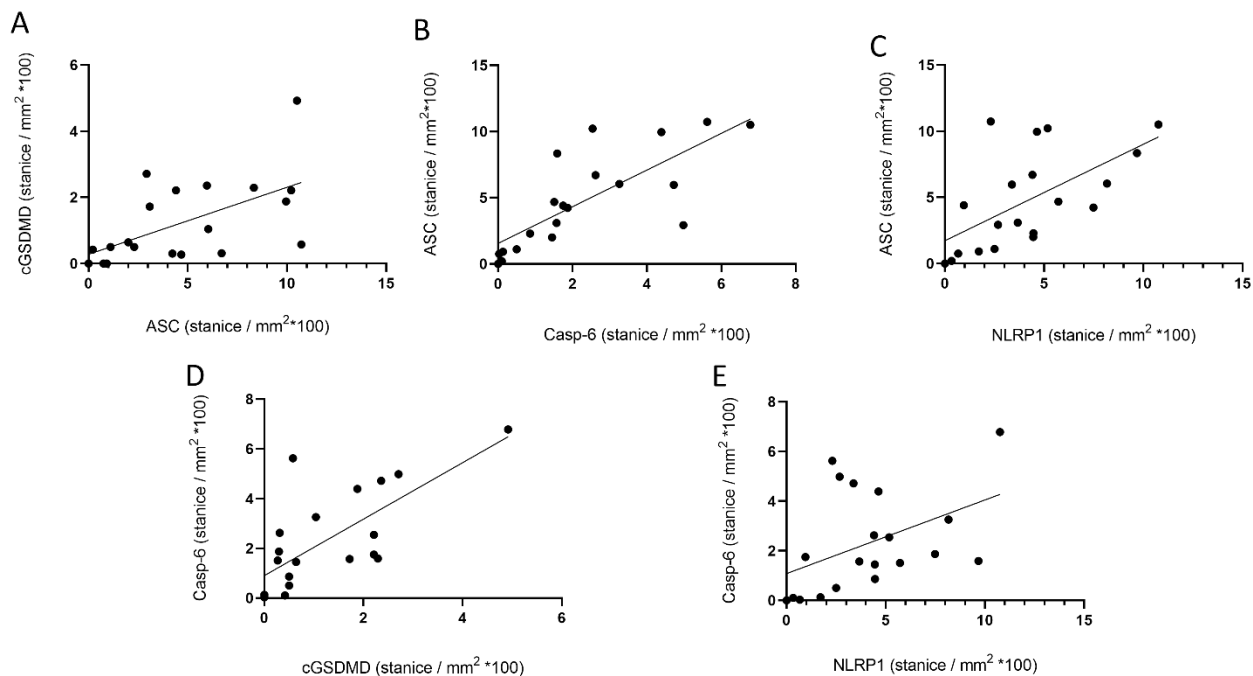 A
cGSDMD (stanice / mm² *100)
6
4
2
0
0 5 10 15
ASC (stanice / mm²*100)
B
ASC (stanice / mm²*100)
15
10
5
0
0 2 4 6 8
Casp-6 (stanice / mm² *100)
C
ASC (stanice / mm²*100)
15
10
5
0
0 5 10 15
NLRP1 (stanice / mm² *100)
D
Casp-6 (stanice / mm² *100)
8
6
4
2
0
0 2 4 6
cGSDMD (stanice / mm² *100)
E
Casp-6 (stanice / mm² *100)
8
6
4
2
0
0 5 10 15
NLRP1 (stanice / mm² *100)